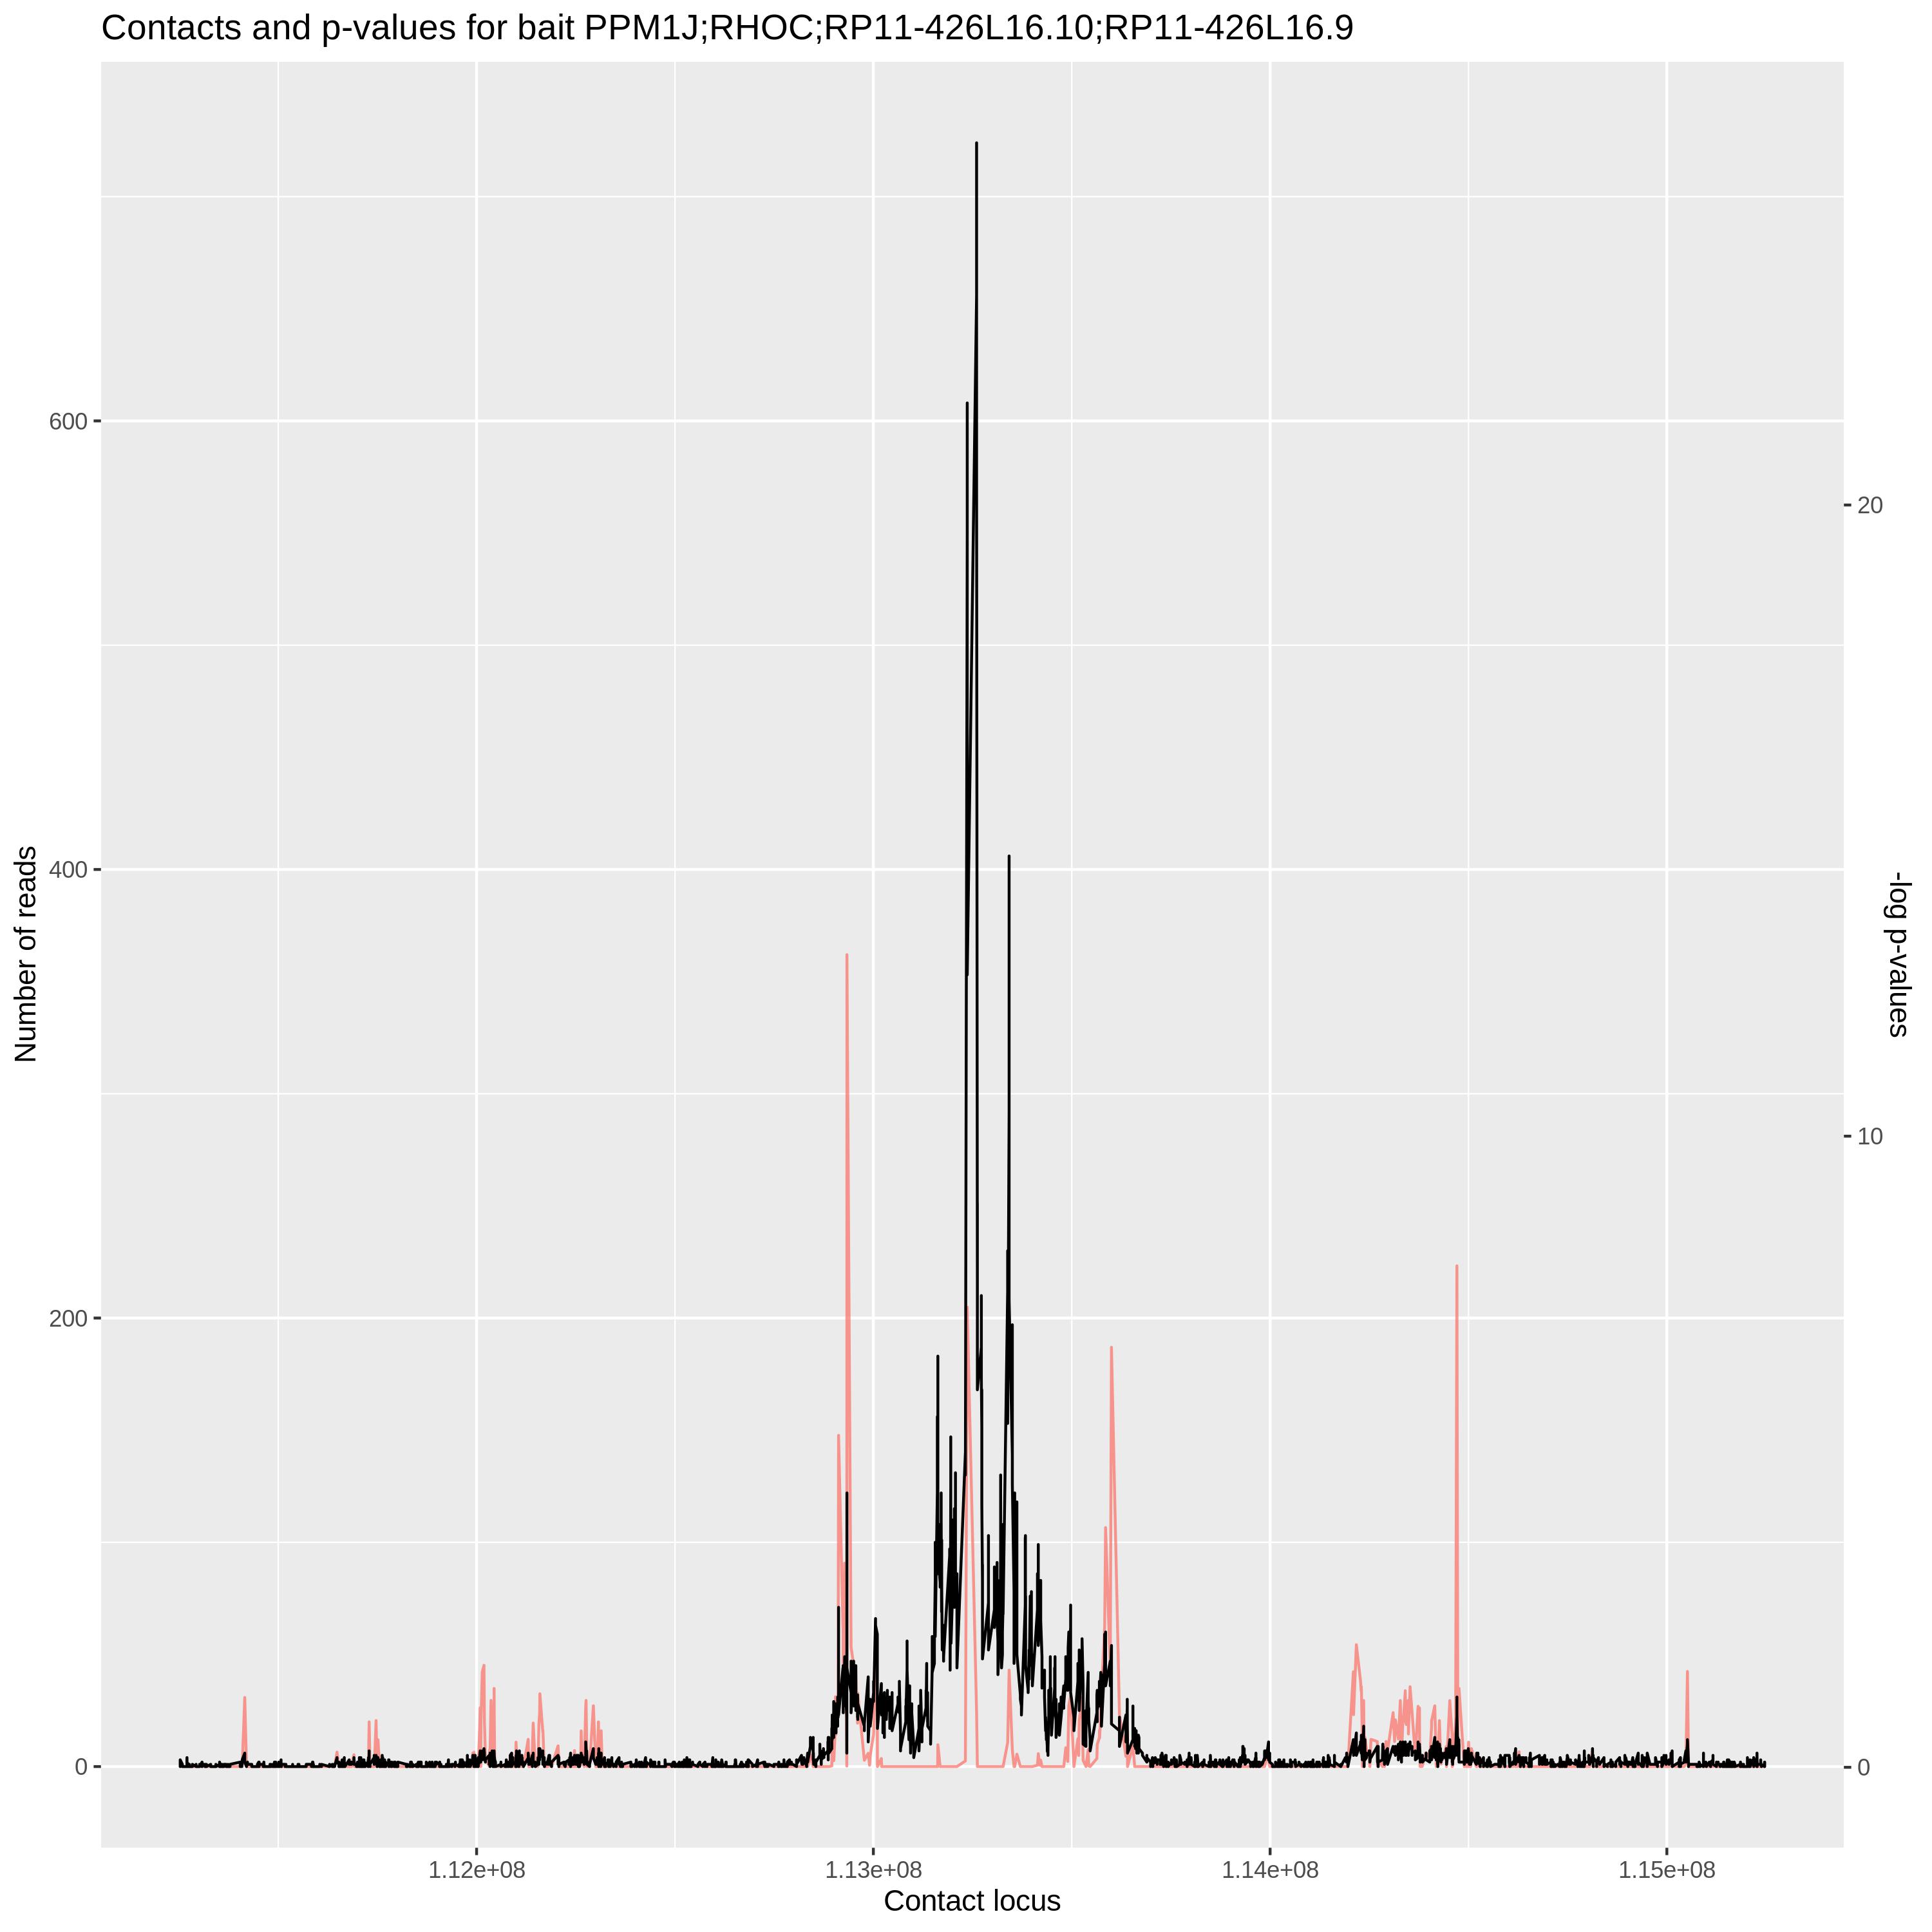 Contacts and p-values for bait PPM1J;RHOC;RP11-426L16.10;RP11-426L16.9
600
400
200
0
Number of reads
20
10
0
-log p-values
1.12e+08
1.13e+08
1.14e+08
1.15e+08
Contact locus